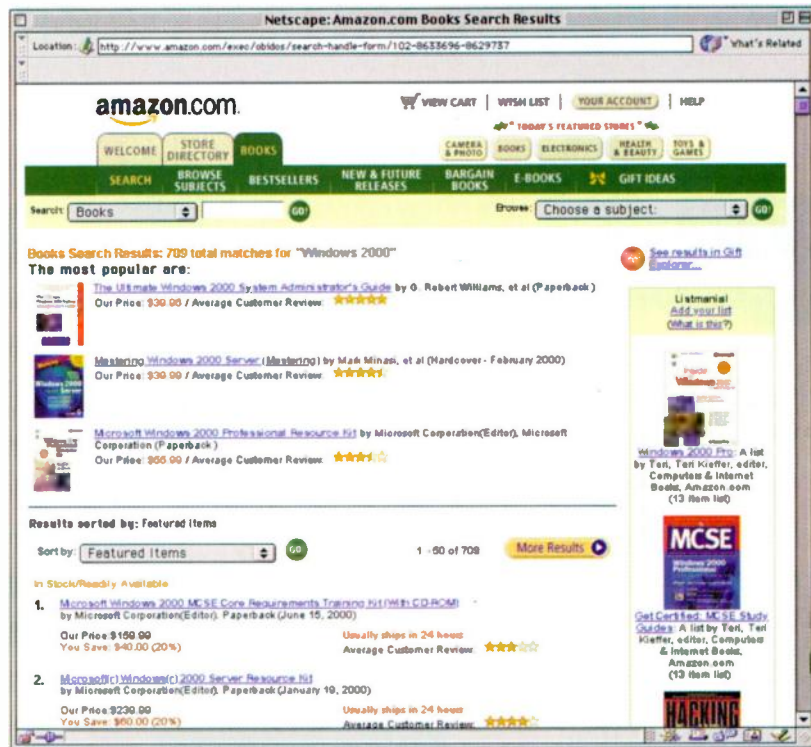 Netscape: Amazon.com Books Search Results
Location: http://www.amazon.com/exec/obidos/search-handle-form/102-8633696-8629737
What's Related
amazon.com.
VIEW CART | WISH LIST | YOUR ACCOUNT | HELP
TODAY'S FEATURED STORES
WELCOME
STORE DIRECTORY
BOOKS
CAMERA & PHOTO
BOOKS
ELECTRONICS
HEALTH & BEAUTY
TOYS & GAMES
SEARCH
BROWSE SUBJECTS
BESTSELLERS
NEW & FUTURE RELEASES
BARGAIN BOOKS
E-BOOKS
GIFT IDEAS
Search: Books GO!
Browse: Choose a subject: GO!
Books Search Results: 709 total matches for "Windows 2000"
The most popular are:
The Ultimate Windows 2000 System Administrator's Guide by G. Robert Williams, et al (Paperback)
Our Price: $39.95 / Average Customer Review:
Mastering Windows 2000 Server (Mastering) by Mark Minasi, et al (Hardcover - February 2000)
Our Price: $39.99 / Average Customer Review:
Microsoft Windows 2000 Professional Resource Kit by Microsoft Corporation(Editor), Microsoft
Corporation (Paperback)
Our Price: $55.99 / Average Customer Review:
Results sorted by: Featured Items
Sort by: Featured Items GO!
1 - 50 of 709
More Results
In Stock/Readily Available
1. Microsoft Windows 2000 MCSE Core Requirements Training Kit (With CD-ROM)
by Microsoft Corporation(Editor). Paperback (June 15, 2000)
Our Price: $159.99
Usually ships in 24 hours
You Save: $40.00 (20%)
Average Customer Review:
2. Microsoft(r) Windows(r) 2000 Server Resource Kit
by Microsoft Corporation(Editor). Paperback (January 19, 2000)
Our Price: $239.99
Usually ships in 24 hours
You Save: $60.00 (20%)
Average Customer Review:
See results in Gift
Explorer...
Listmania!
Add your list
(What is this?)
Inside
Windows
Windows 2000 Pro: A list
by Teri, Teri Kieffer, editor,
Computers & Internet
Books, Amazon.com
(13 item list)
MCSE
Windows 2000
Professional
Get Certified: MCSE Study
Guides: A list by Teri, Teri
Kieffer, editor, Computers
& Internet Books,
Amazon.com
(13 item list)
HACKING